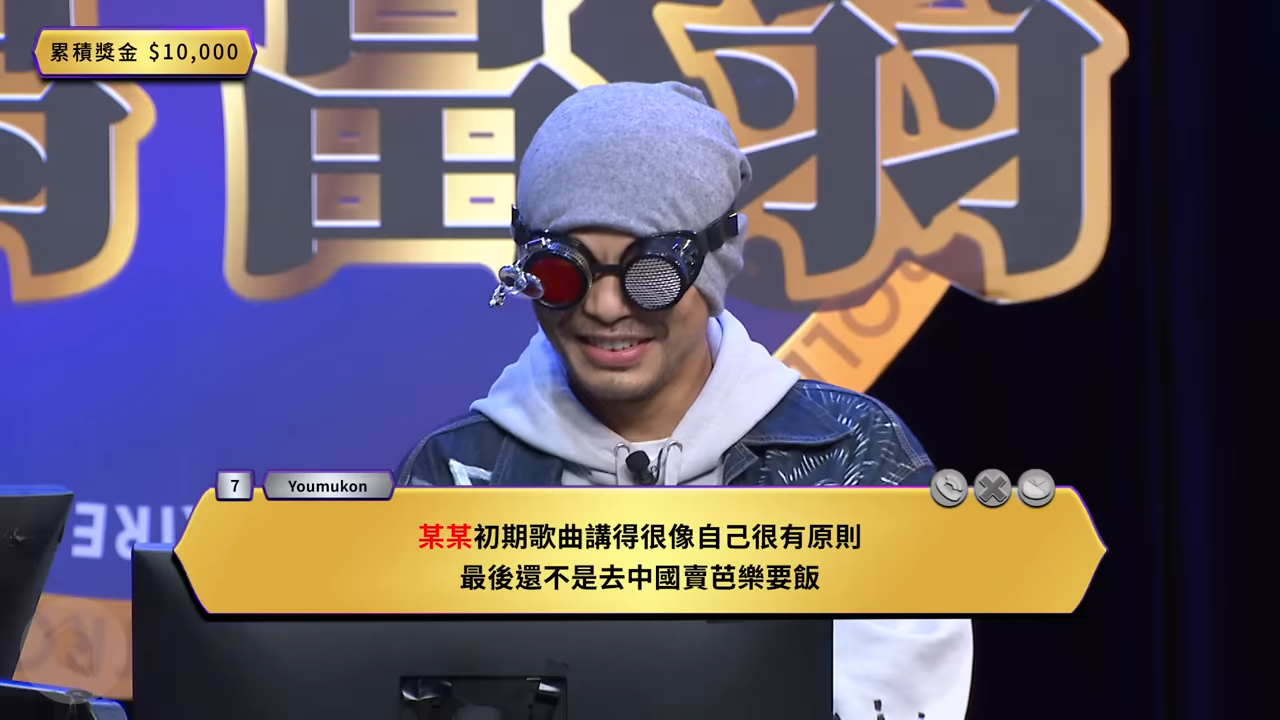 累積獎金 $10,000
7
Youmukon
某某初期歌曲講得很像自己很有原則
最後還不是去中國賣芭樂要飯